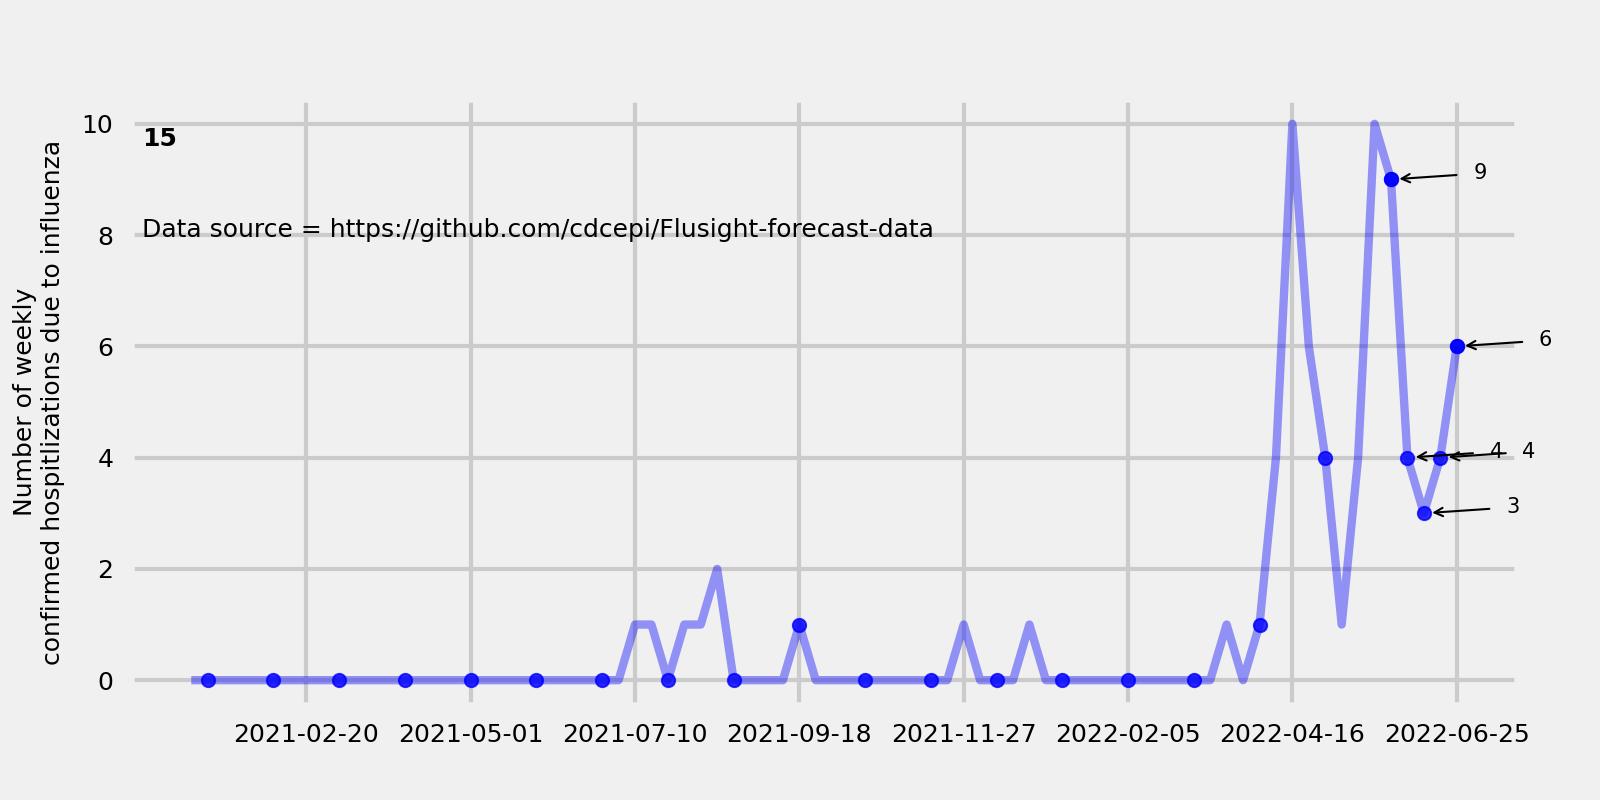 Number of weekly
confirmed hospitlizations due to influenza
10
8
6
4
2
0
15
Data source = https://github.com/cdcepi/Flusight-forecast-data
9
6
4 4
3
2021-02-20 2021-05-01 2021-07-10 2021-09-18 2021-11-27 2022-02-05 2022-04-16 2022-06-25